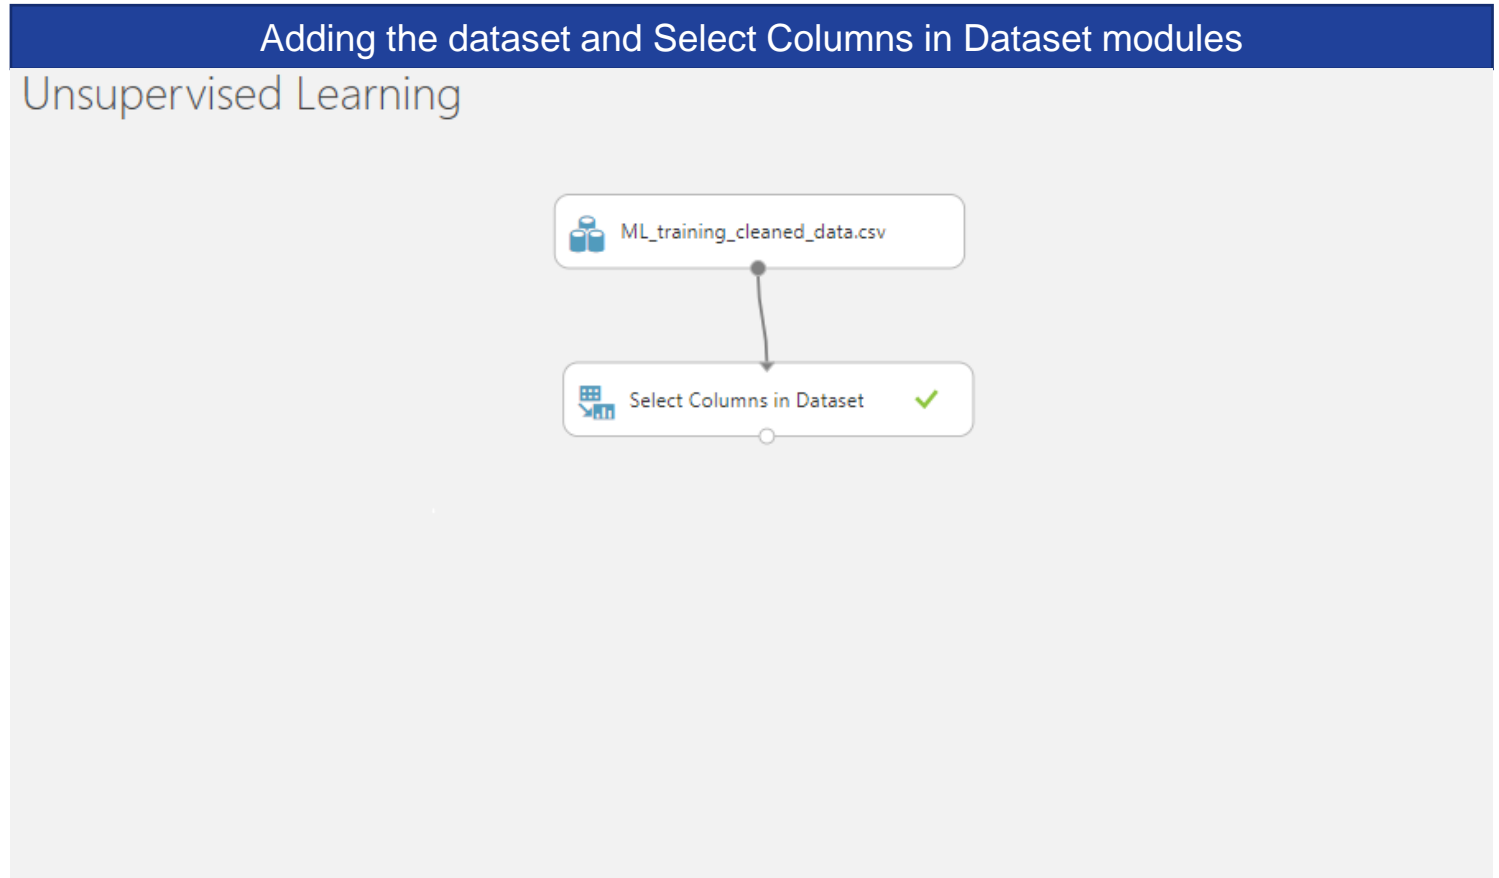 Adding the dataset and Select Columns in Dataset modules
Unsupervised Learning
ML_training_cleaned_data.csv
Select Columns in Dataset